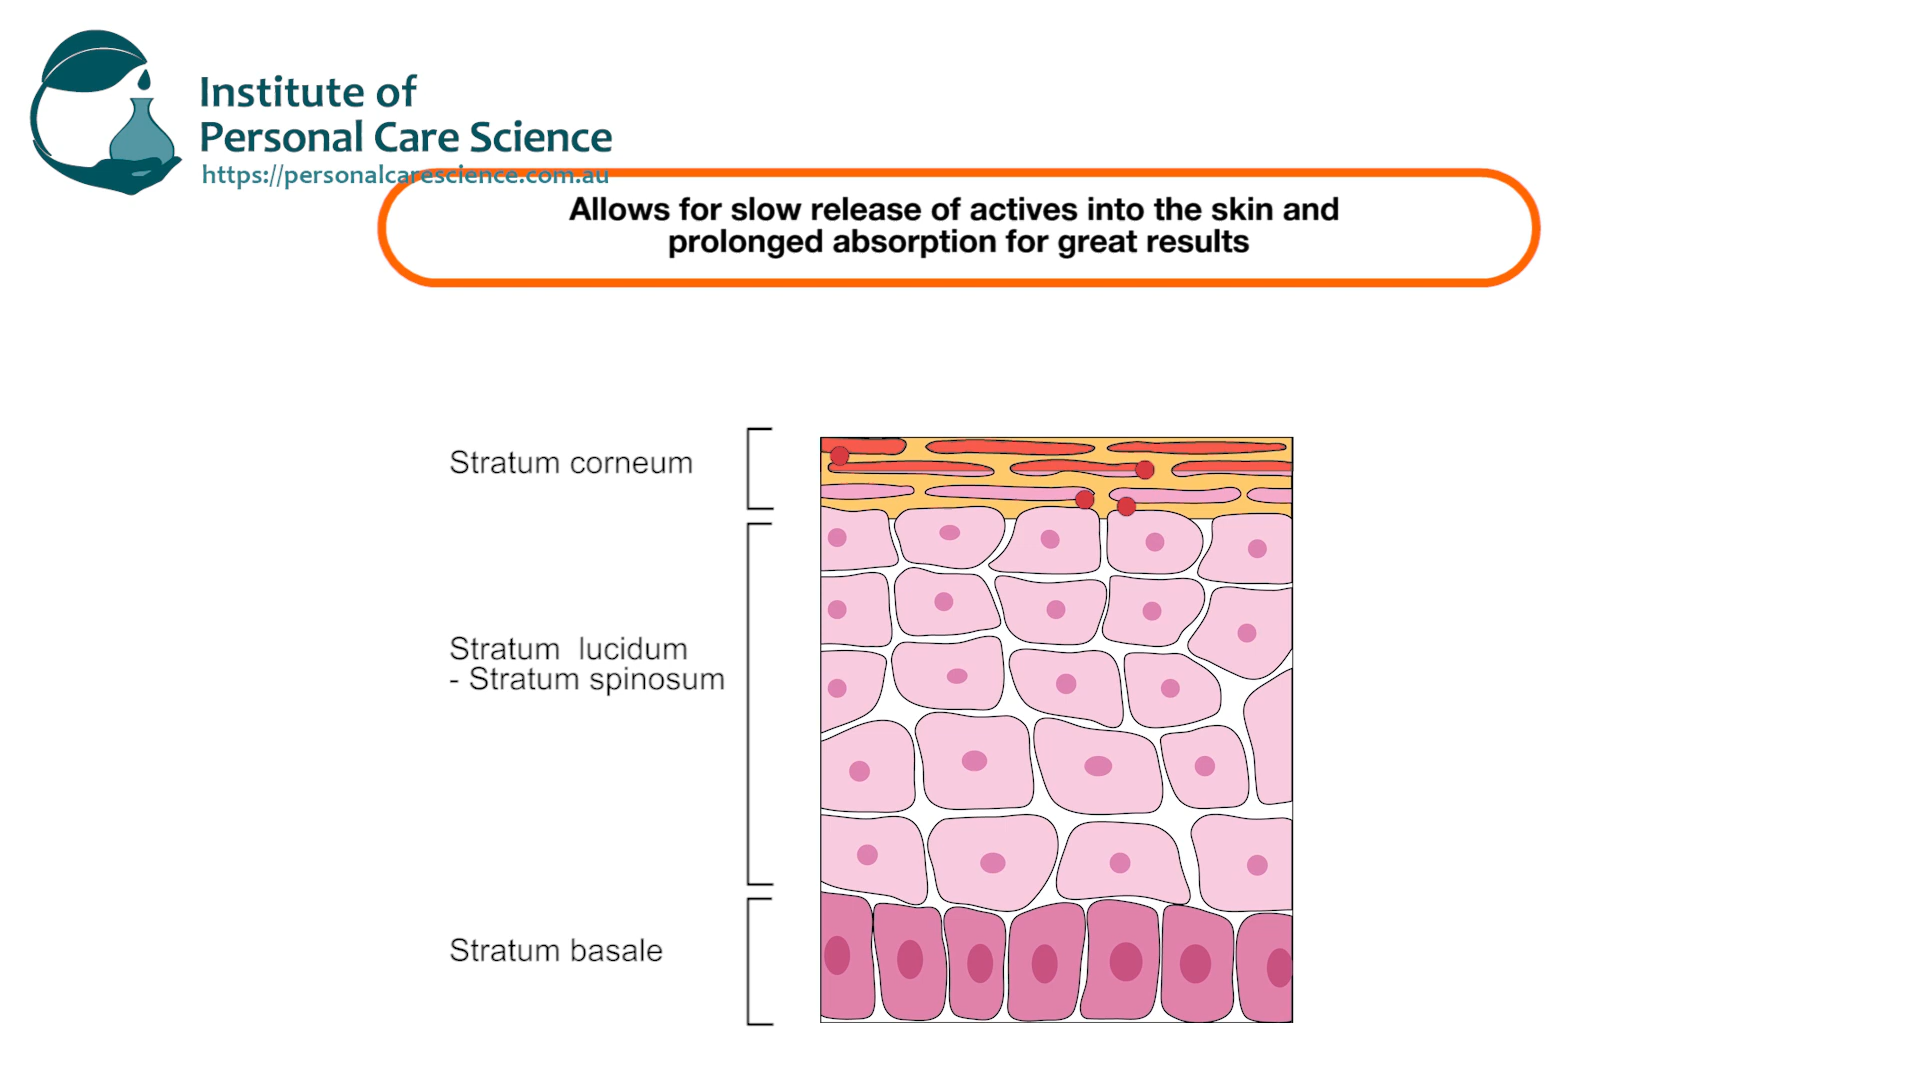 Institute of
Personal Care Science
https://personalcarescience.com.au
Allows for slow release of actives into the skin and
prolonged absorption for great results
Stratum corneum
Stratum  lucidum
- Stratum spinosum
Stratum basale